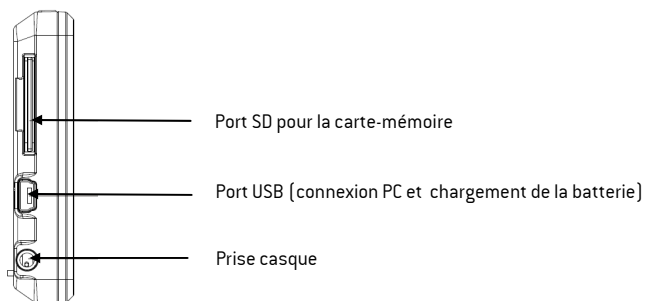 Port SD pour la carte-mémoire
Port USB (connexion PC et chargement de la batterie)
Prise casque